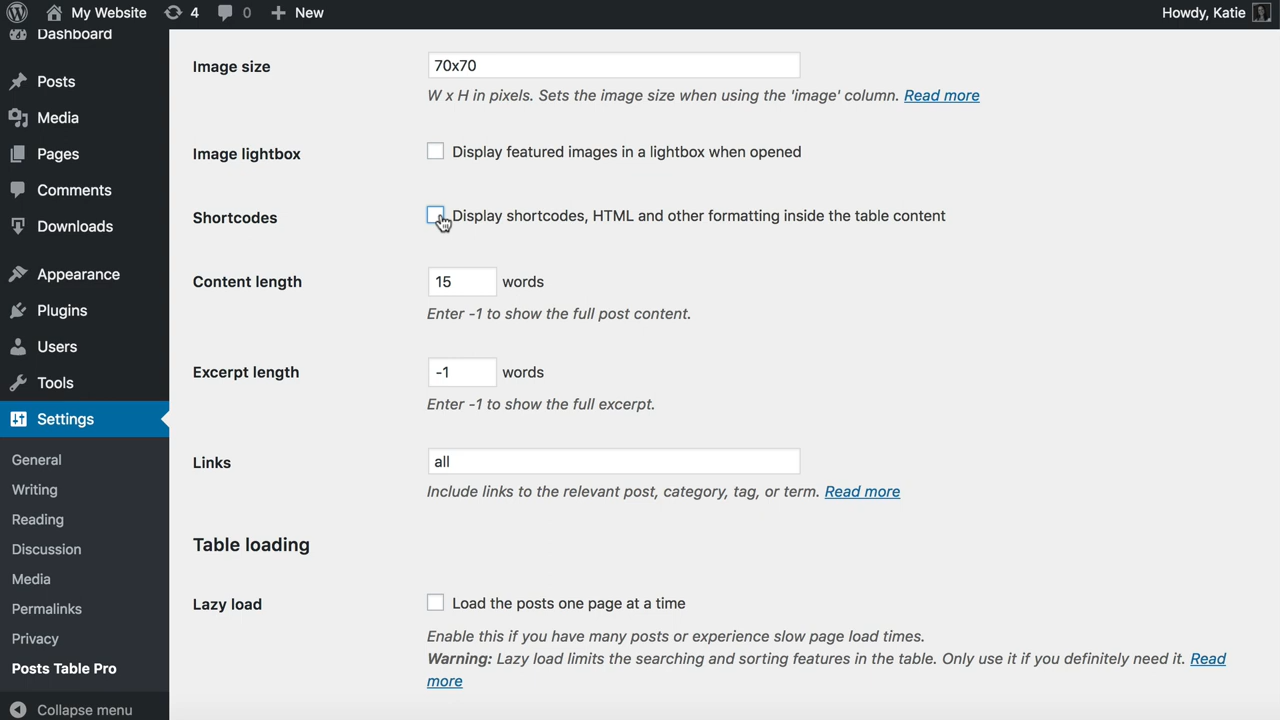 My Website 4 0 New Howdy, Katie
Dashboard
Posts
Media
Pages
Comments
Downloads
Appearance
Plugins
Users
Tools
Settings
General
Writing
Reading
Discussion
Media
Permalinks
Privacy
Posts Table Pro
Collapse menu
Image size
70x70
W x H in pixels. Sets the image size when using the 'image' column. Read more
Image lightbox
Display featured images in a lightbox when opened
Shortcodes
Display shortcodes, HTML and other formatting inside the table content
Content length
15 words
Enter -1 to show the full post content.
Excerpt length
-1 words
Enter -1 to show the full excerpt.
Links
all
Include links to the relevant post, category, tag, or term. Read more
Table loading
Lazy load
Load the posts one page at a time
Enable this if you have many posts or experience slow page load times.
Warning: Lazy load limits the searching and sorting features in the table. Only use it if you definitely need it. Read
more